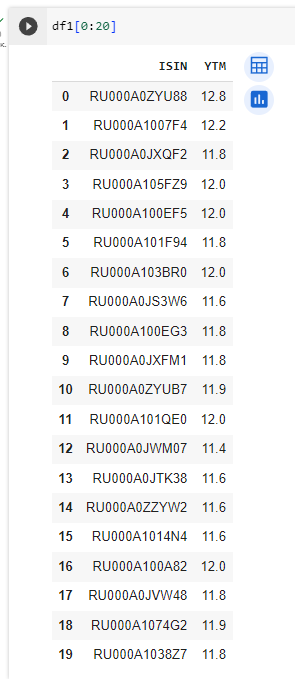 df1[0:20]
ISIN YTM
0 RU000A0ZYU88 12.8
1 RU000A1007F4 12.2
2 RU000A0JXQF2 11.8
3 RU000A105FZ9 12.0
4 RU000A100EF5 12.0
5 RU000A101F94 11.8
6 RU000A103BR0 12.0
7 RU000A0JS3W6 11.6
8 RU000A100EG3 11.8
9 RU000A0JXFM1 11.8
10 RU000A0ZYUB7 11.9
11 RU000A101QE0 12.0
12 RU000A0JWM07 11.4
13 RU000A0JTK38 11.6
14 RU000A0ZZYW2 11.6
15 RU000A1014N4 11.6
16 RU000A100A82 12.0
17 RU000A0JVW48 11.8
18 RU000A1074G2 11.9
19 RU000A1038Z7 11.8